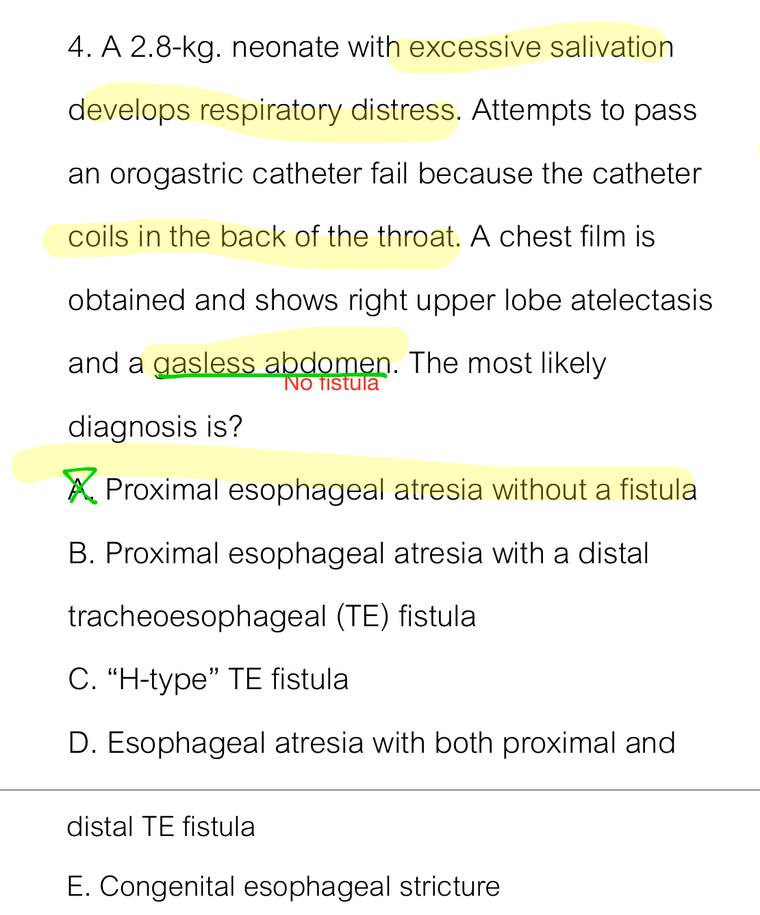 4. A 2.8-kg. neonate with excessive salivation
develops respiratory distress. Attempts to pass
an orogastric catheter fail because the catheter
coils in the back of the throat. A chest film is
obtained and shows right upper lobe atelectasis
and a gasless abdomen. The most likely
No fistula
diagnosis is?
A. Proximal esophageal atresia without a fistula
B. Proximal esophageal atresia with a distal
tracheoesophageal (TE) fistula
C. “H-type” TE fistula
D. Esophageal atresia with both proximal and
distal TE fistula
E. Congenital esophageal stricture